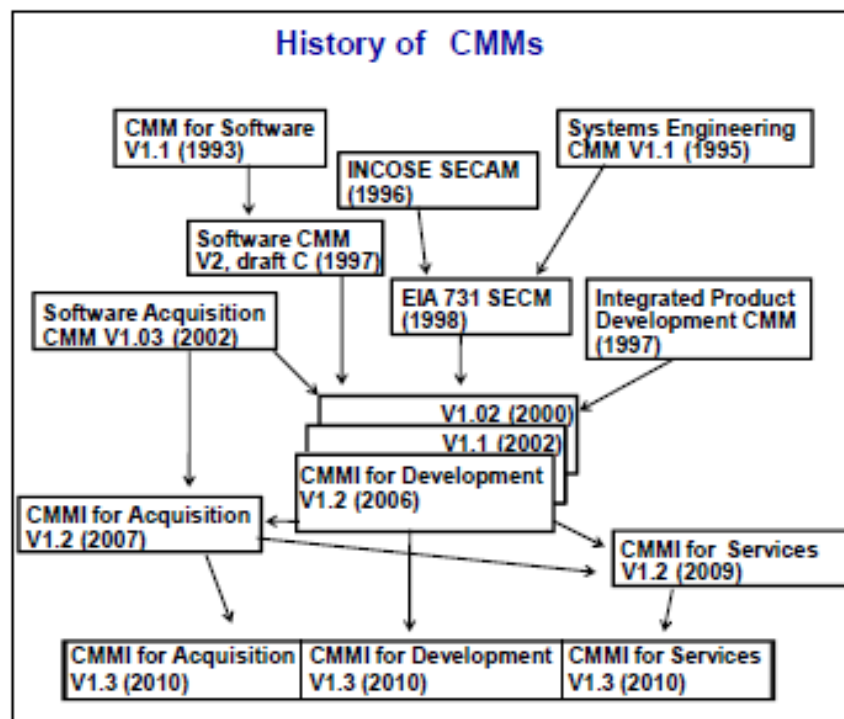 History of CMMs
CMM for Software
V1.1 (1993)
Systems Engineering
CMM V1.1 (1995)
INCOSE SECAM
(1996)
Software CMM
V2, draft C (1997)
EIA 731 SECM
(1998)
Integrated Product
Development CMM
(1997)
Software Acquisition
CMM V1.03 (2002)
V1.02 (2000)
V1.1 (2002)
CMMI for Development
V1.2 (2006)
CMMI for Acquisition
V1.2 (2007)
CMMI for Services
V1.2 (2009)
CMMI for Acquisition
V1.3 (2010)
CMMI for Development
V1.3 (2010)
CMMI for Services
V1.3 (2010)